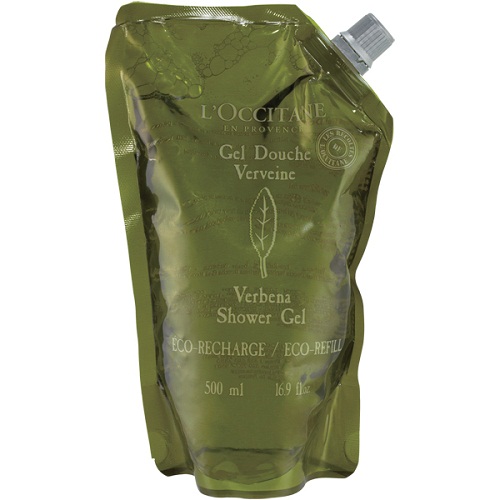 L'OCCITANE
EN PROVENCE
Gel Douche
Verveine
Verbena
Shower Gel
ECO-RECHARGE / ECO-REFILL
500 ml 16.9 fl.oz